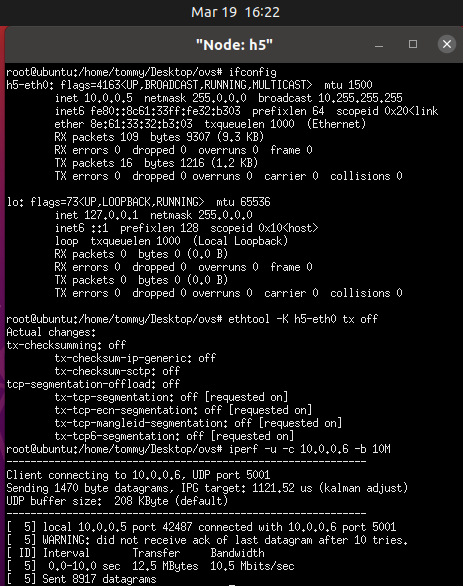 Mar 19 16:22
"Node: h5"
root@ubuntu:/home/tommy/Desktop/ovs# ifconfig
h5-eth0: flags=4163<UP,BROADCAST,RUNNING,MULTICAST>  mtu 1500
        inet 10.0.0.5  netmask 255.0.0.0  broadcast 10.255.255.255
        inet6 fe80::8c61:33ff:fe32:b303  prefixlen 64  scopeid 0x20<link
        ether 8e:61:33:32:b3:03  txqueuelen 1000  (Ethernet)
        RX packets 109  bytes 9307 (9.3 KB)
        RX errors 0  dropped 0  overruns 0  frame 0
        TX packets 16  bytes 1216 (1.2 KB)
        TX errors 0  dropped 0 overruns 0  carrier 0  collisions 0
lo: flags=73<UP,LOOPBACK,RUNNING>  mtu 65536
        inet 127.0.0.1  netmask 255.0.0.0
        inet6 ::1  prefixlen 128  scopeid 0x10<host>
        loop  txqueuelen 1000  (Local Loopback)
        RX packets 0  bytes 0 (0.0 B)
        RX errors 0  dropped 0  overruns 0  frame 0
        TX packets 0  bytes 0 (0.0 B)
        TX errors 0  dropped 0 overruns 0  carrier 0  collisions 0
root@ubuntu:/home/tommy/Desktop/ovs# ethtool -K h5-eth0 tx off
Actual changes:
tx-checksumming: off
        tx-checksum-ip-generic: off
        tx-checksum-sctp: off
tcp-segmentation-offload: off
        tx-tcp-segmentation: off [requested on]
        tx-tcp-ecn-segmentation: off [requested on]
        tx-tcp-mangleid-segmentation: off [requested on]
        tx-tcp6-segmentation: off [requested on]
root@ubuntu:/home/tommy/Desktop/ovs# iperf -u -c 10.0.0.6 -b 10M
------------------------------------------------------------
Client connecting to 10.0.0.6, UDP port 5001
Sending 1470 byte datagrams, IPG target: 1121.52 us (kalman adjust)
UDP buffer size:  208 KByte (default)
------------------------------------------------------------
[  5] local 10.0.0.5 port 42487 connected with 10.0.0.6 port 5001
[  5] WARNING: did not receive ack of last datagram after 10 tries.
[ ID] Interval       Transfer     Bandwidth
[  5]  0.0-10.0 sec  12.5 MBytes  10.5 Mbits/sec
[  5] Sent 8917 datagrams